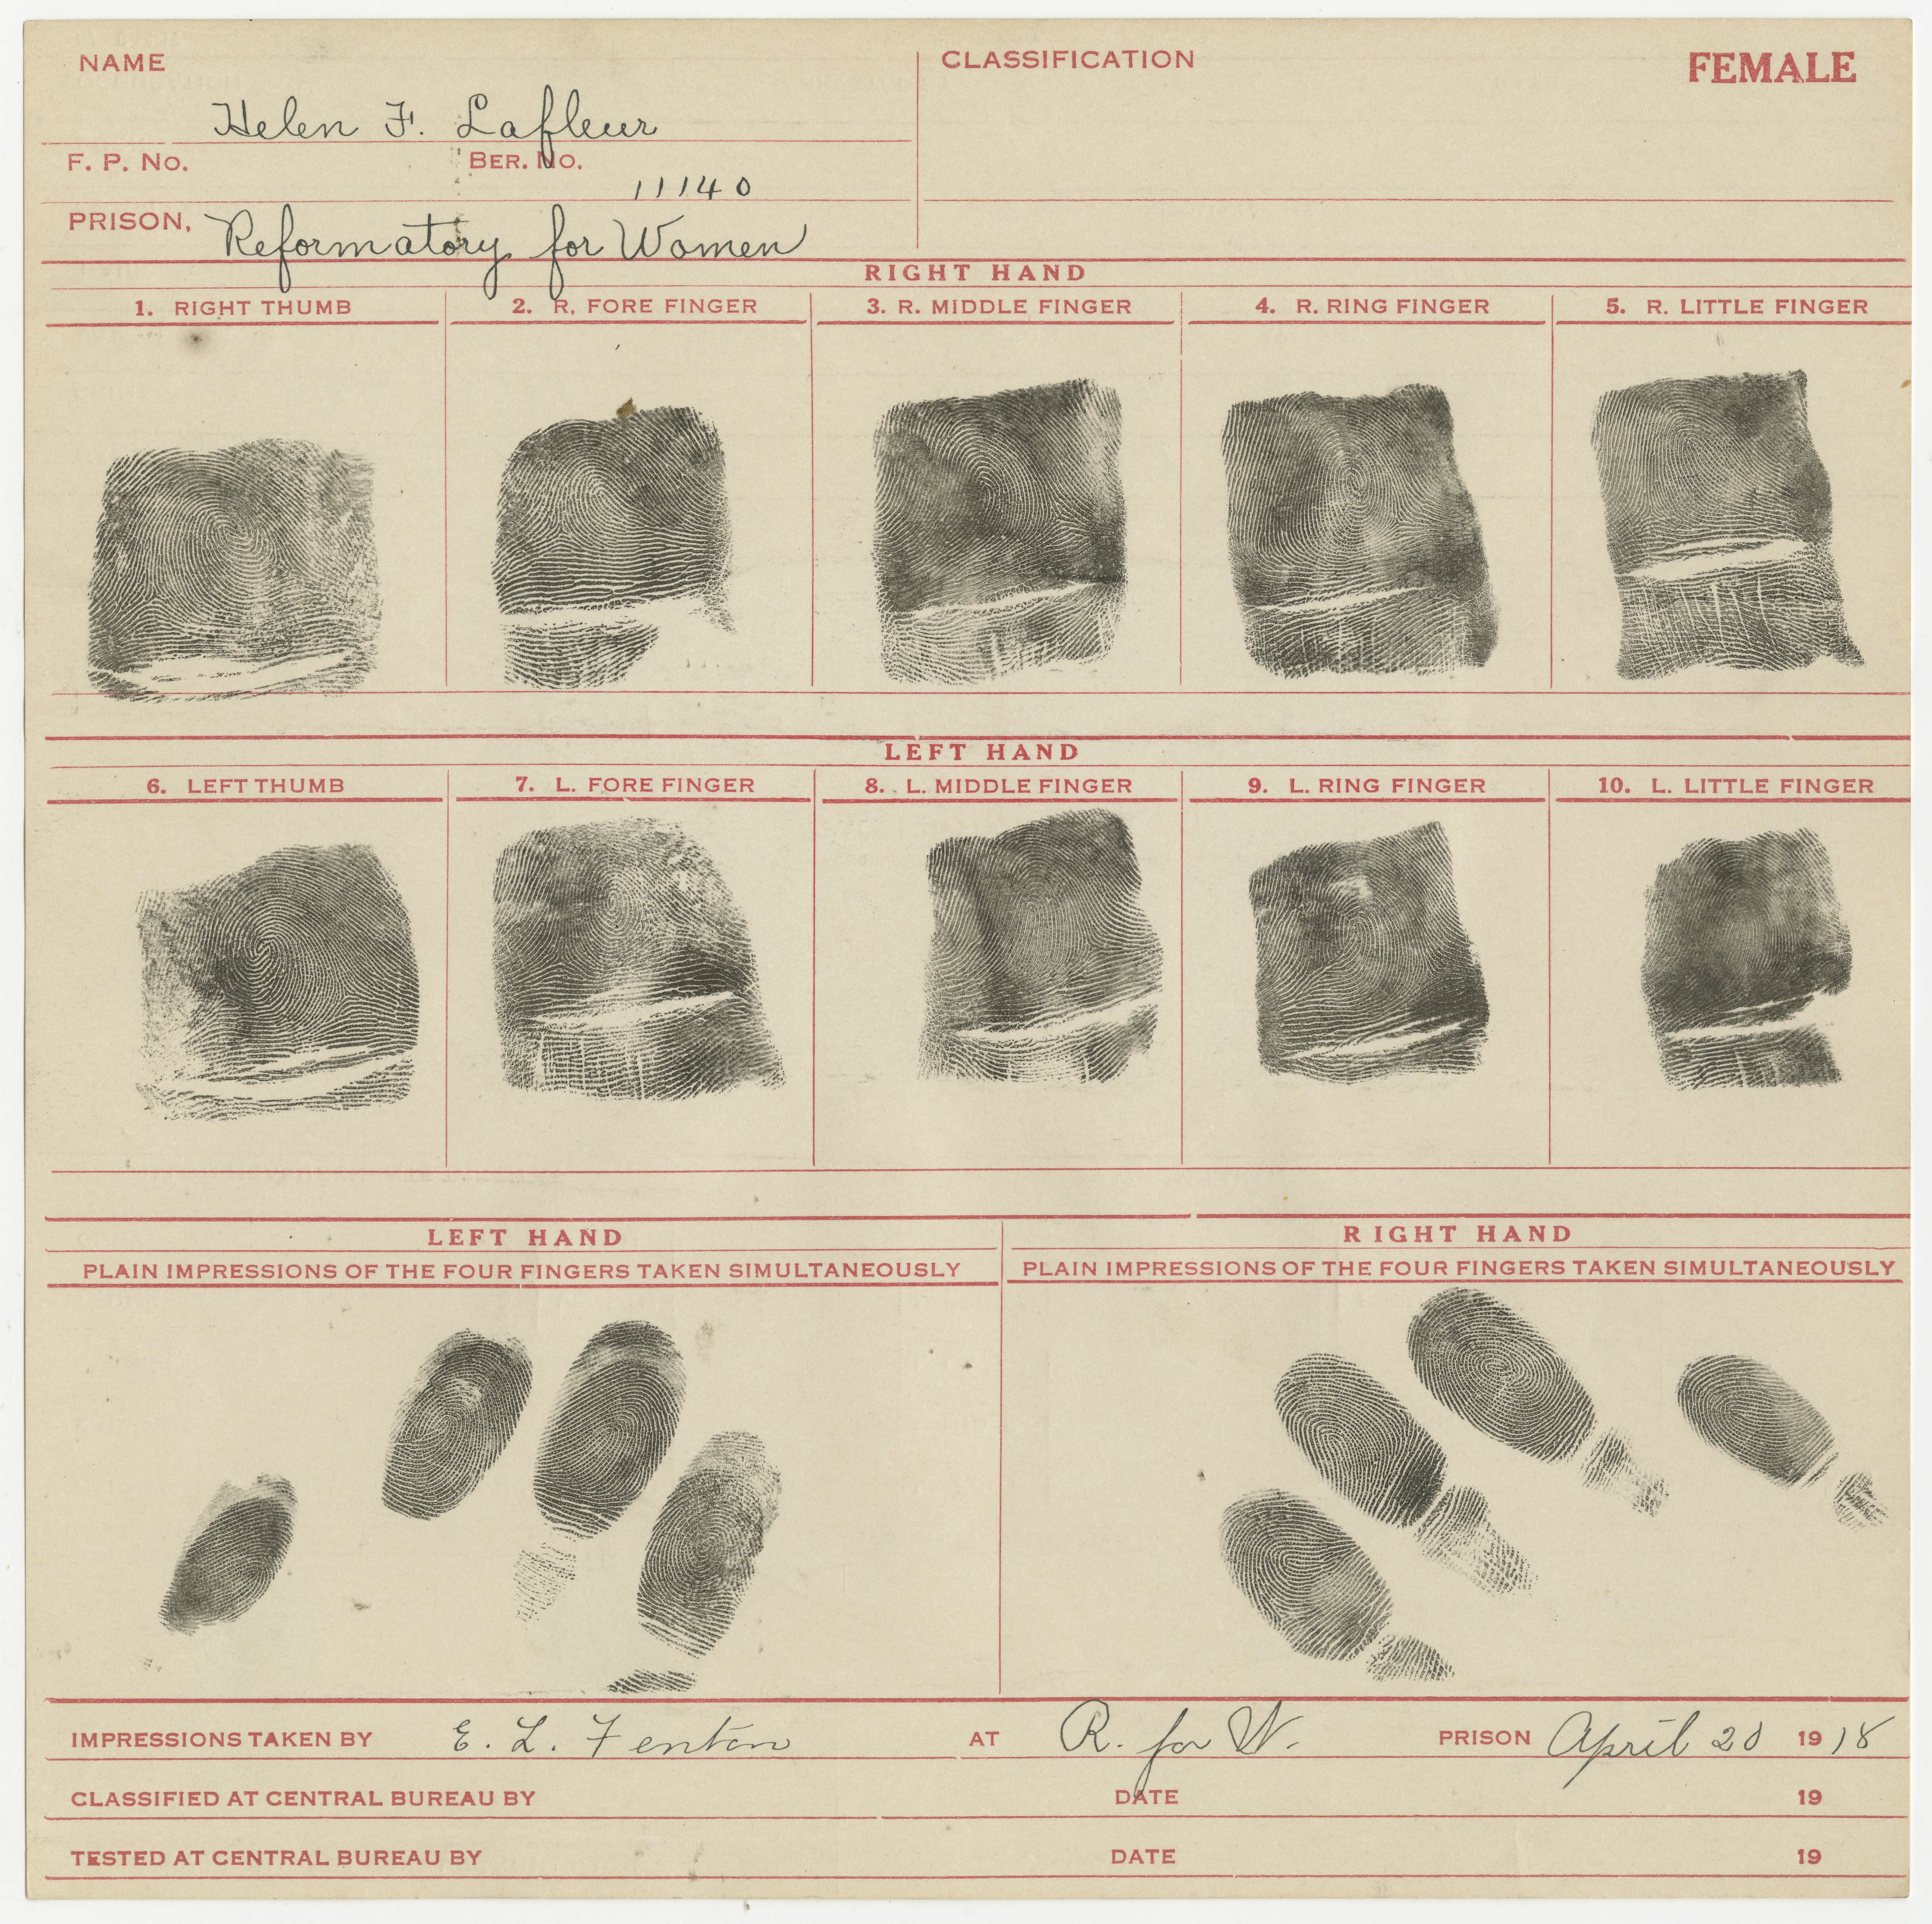 NAME CLASSIFICATION FEMALE
Helen F. Lafleur
F. P. No. BER. No.
11140
PRISON, Reformatory for Women
RIGHT HAND
1. RIGHT THUMB 2. R, FORE FINGER 3. R. MIDDLE FINGER 4. R. RING FINGER 5. R. LITTLE FINGER
LEFT HAND
6. LEFT THUMB 7. L. FORE FINGER 8. L. MIDDLE FINGER 9. L. RING FINGER 10. L. LITTLE FINGER
LEFT HAND RIGHT HAND
PLAIN IMPRESSIONS OF THE FOUR FINGERS TAKEN SIMULTANEOUSLY PLAIN IMPRESSIONS OF THE FOUR FINGERS TAKEN SIMULTANEOUSLY
IMPRESSIONS TAKEN BY E. L. Fenton AT R. for W. PRISON April 20 1918
CLASSIFIED AT CENTRAL BUREAU BY DATE 19
TESTED AT CENTRAL BUREAU BY DATE 19